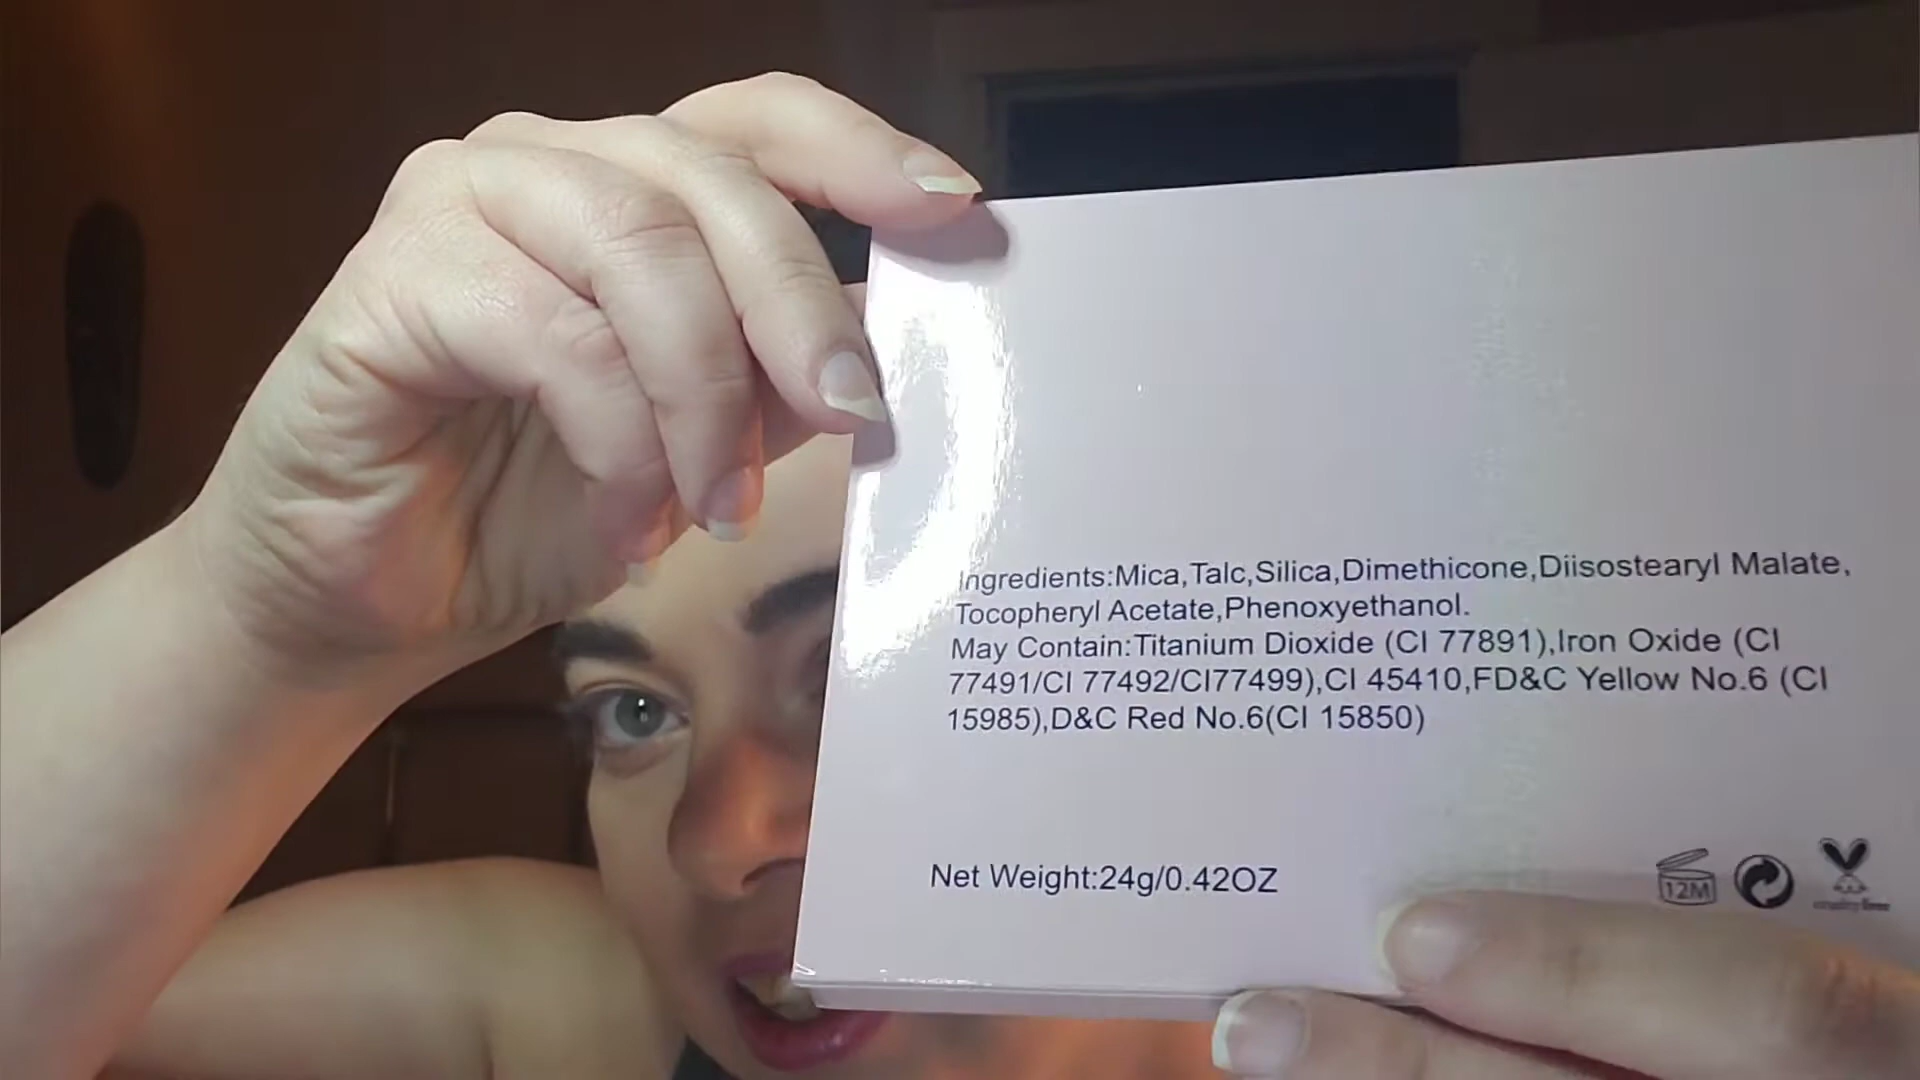 Ingredients:Mica,Talc,Silica,Dimethicone,Diisostearyl Malate,
Tocopheryl Acetate,Phenoxyethanol.
May Contain:Titanium Dioxide (CI 77891),Iron Oxide (CI
77491/CI 77492/CI77499),CI 45410,FD&C Yellow No.6 (CI
15985),D&C Red No.6(CI 15850)
Net Weight:24g/0.42OZ
12M
crueltyfree